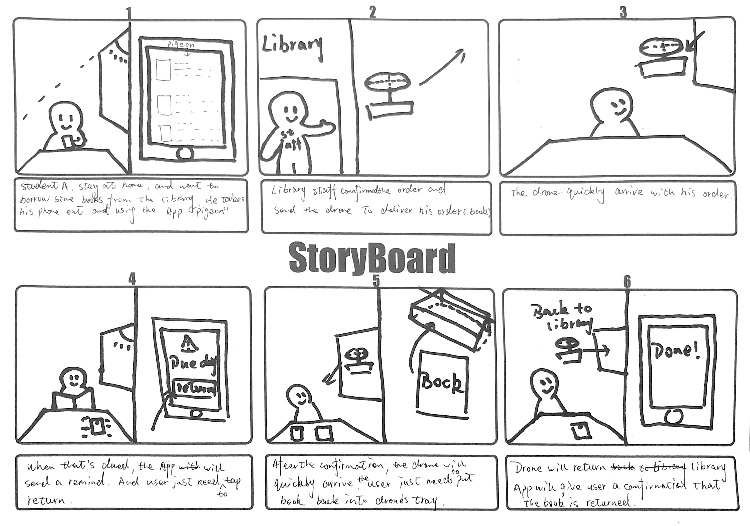 1
pigeon
Student A, stay at home, and want to
borrow some books from the library. He takes
his phone out and using the App "pigeon"
2
Library
staff
Library staff confirm the order and
send the drone to deliver his order (books)
3
The drone quickly arrive with his order
StoryBoard
4
Due day
return
When that's dued, the App with will
send a remind. And user just need to tap
return.
5
Book
After the confirmation, the drone will
quickly arrive the user just needs to put
book back into drone's tray.
6
Back to
library
Done!
Drone will return back to library library
App will give user a confirmation that
the book is returned.